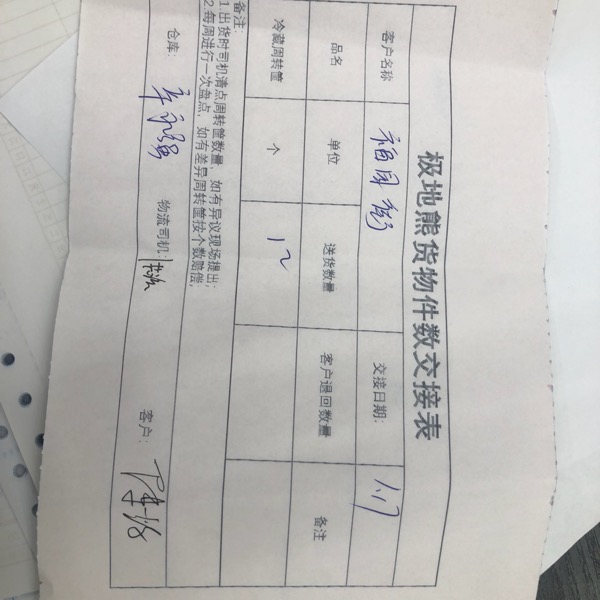 极地熊货物件数交接表
客户名称 交接日期: 1.17
品名 单位 送货数量 客户退回数量 备注
冷藏周转筐 个 12
备注:
1.出货时司机清点周转筐数量,如有异议现场提出;
2.每周进行一次盘点,如有差异周转筐按个数赔偿;
仓库: 物流司机: 客户: